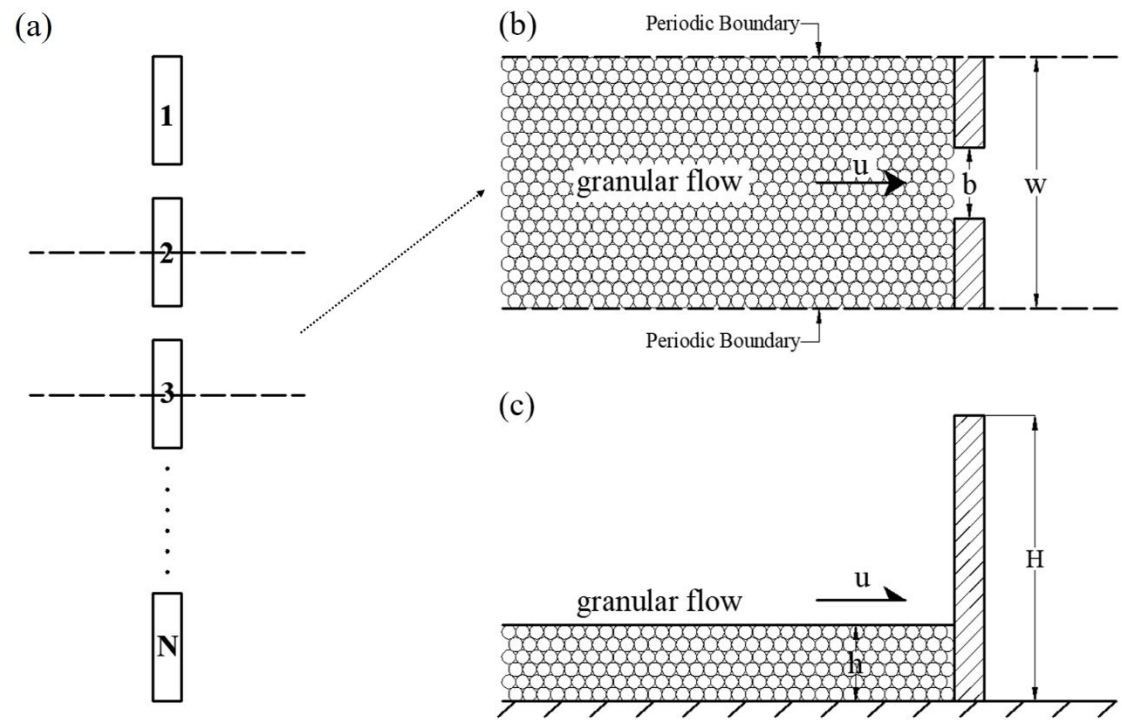 (a)
1
2
3
N
(b)
Periodic Boundary
granular flow
u
b
w
Periodic Boundary
(c)
granular flow
u
h
H